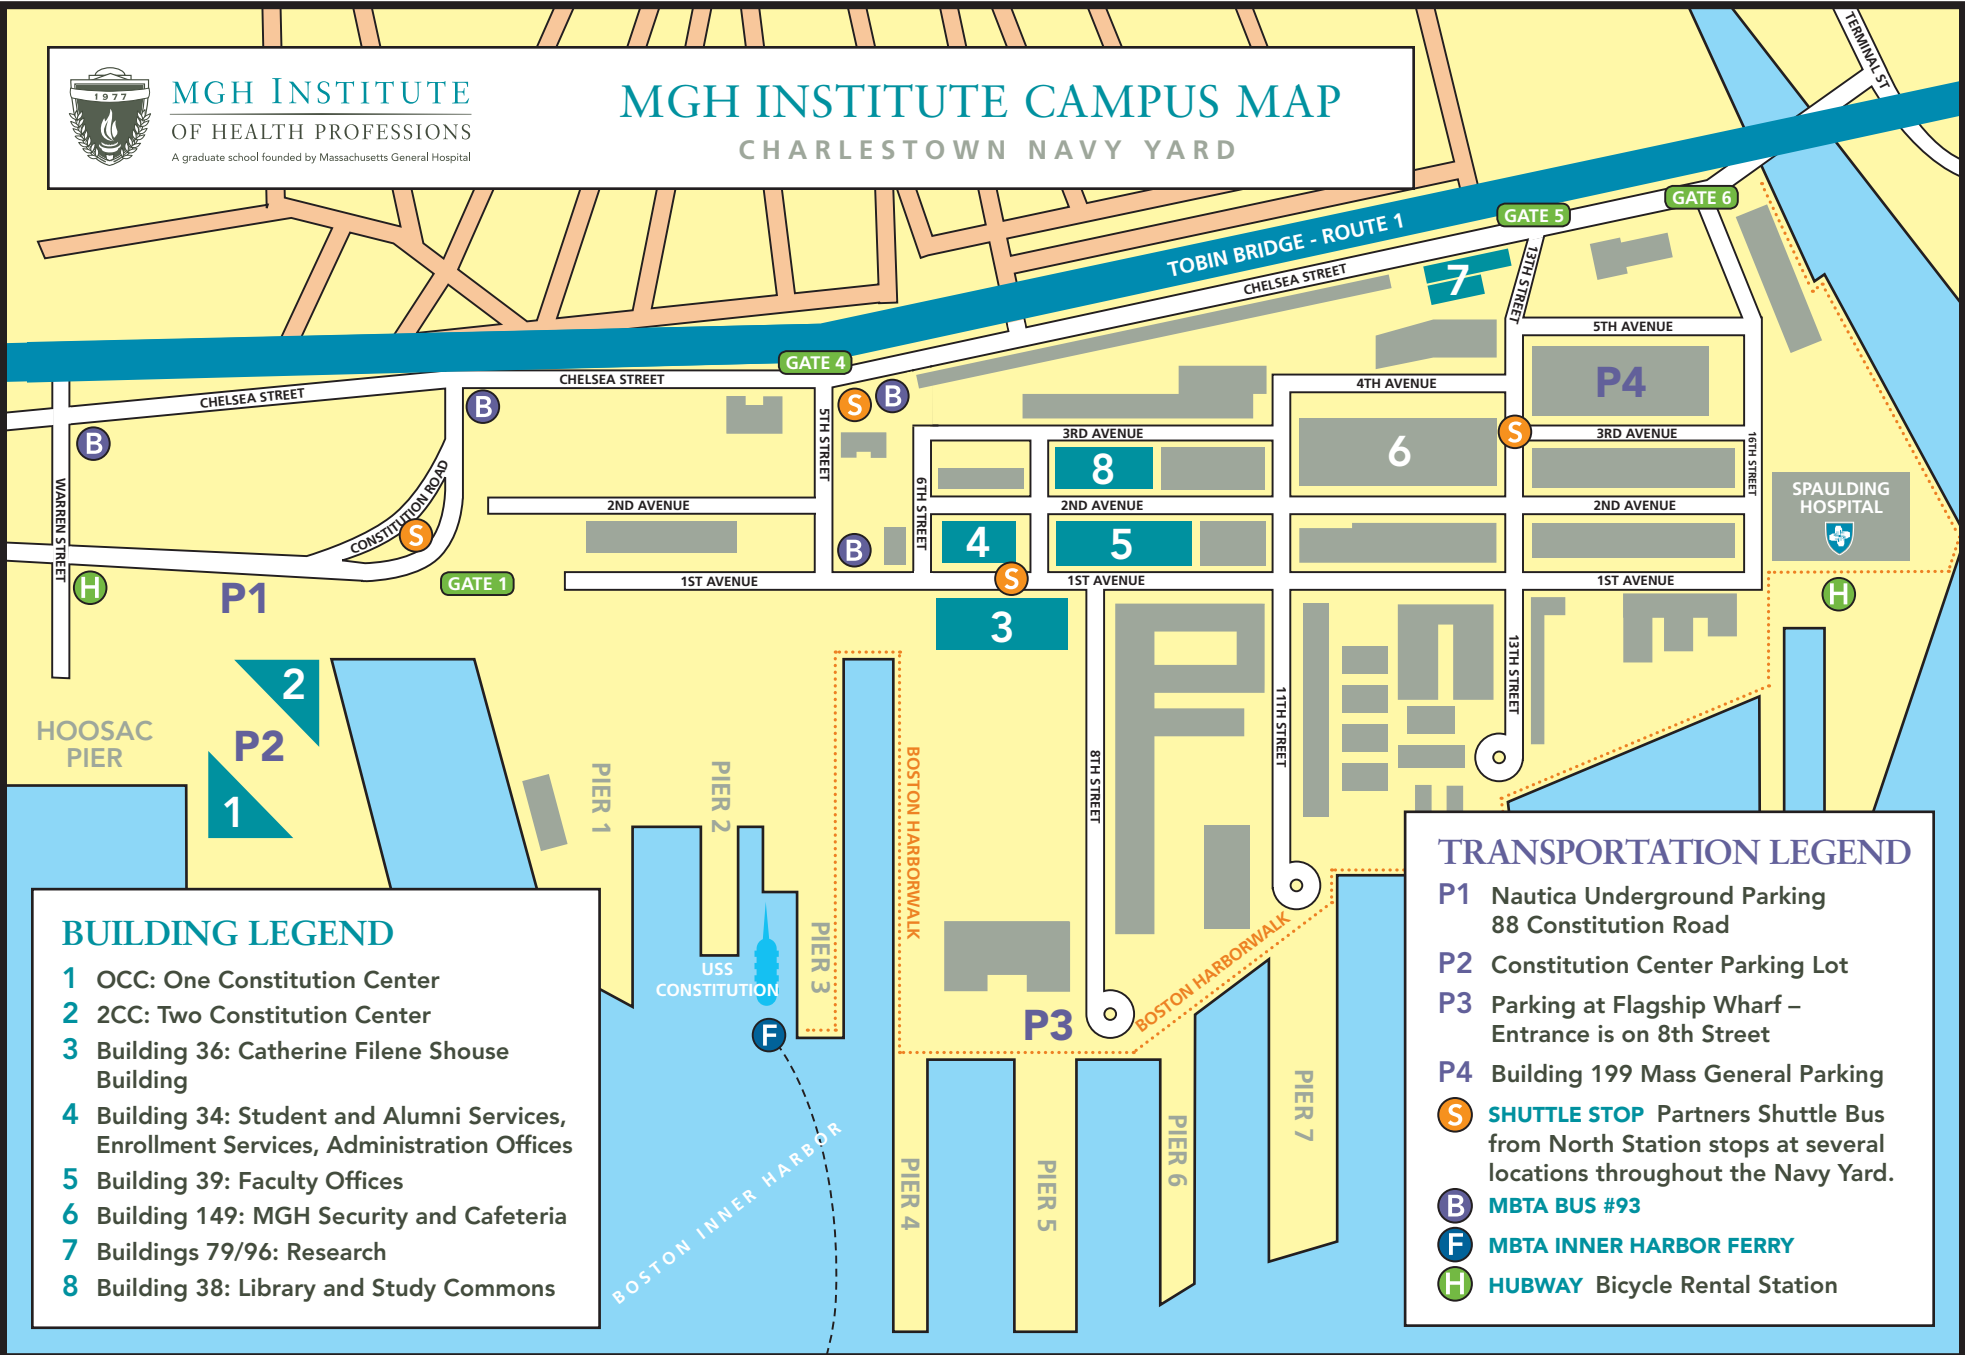 1977
MGH INSTITUTE
OF HEALTH PROFESSIONS
A graduate school founded by Massachusetts General Hospital
MGH INSTITUTE CAMPUS MAP
CHARLESTOWN NAVY YARD
TERMINAL ST
GATE 6
GATE 5
TOBIN BRIDGE - ROUTE 1
CHELSEA STREET
7
13TH STREET
5TH AVENUE
P4
GATE 4
CHELSEA STREET
CHELSEA STREET
4TH AVENUE
B
B
S
B
5TH STREET
3RD AVENUE
6
S
3RD AVENUE
16TH STREET
8
WARREN STREET
CONSTITUTION ROAD
S
2ND AVENUE
6TH STREET
2ND AVENUE
2ND AVENUE
SPAULDING
HOSPITAL
4
5
B
H
P1
GATE 1
1ST AVENUE
S
1ST AVENUE
1ST AVENUE
H
3
2
P2
1
HOOSAC
PIER
13TH STREET
11TH STREET
8TH STREET
PIER 1
PIER 2
PIER 3
BOSTON HARBORWALK
BOSTON HARBORWALK
USS
CONSTITUTION
F
P3
PIER 4
PIER 5
PIER 6
PIER 7
BOSTON INNER HARBOR
BUILDING LEGEND
1 OCC: One Constitution Center
2 2CC: Two Constitution Center
3 Building 36: Catherine Filene Shouse
Building
4 Building 34: Student and Alumni Services,
Enrollment Services, Administration Offices
5 Building 39: Faculty Offices
6 Building 149: MGH Security and Cafeteria
7 Buildings 79/96: Research
8 Building 38: Library and Study Commons
TRANSPORTATION LEGEND
P1 Nautica Underground Parking
88 Constitution Road
P2 Constitution Center Parking Lot
P3 Parking at Flagship Wharf –
Entrance is on 8th Street
P4 Building 199 Mass General Parking
S SHUTTLE STOP Partners Shuttle Bus
from North Station stops at several
locations throughout the Navy Yard.
B MBTA BUS #93
F MBTA INNER HARBOR FERRY
H HUBWAY Bicycle Rental Station